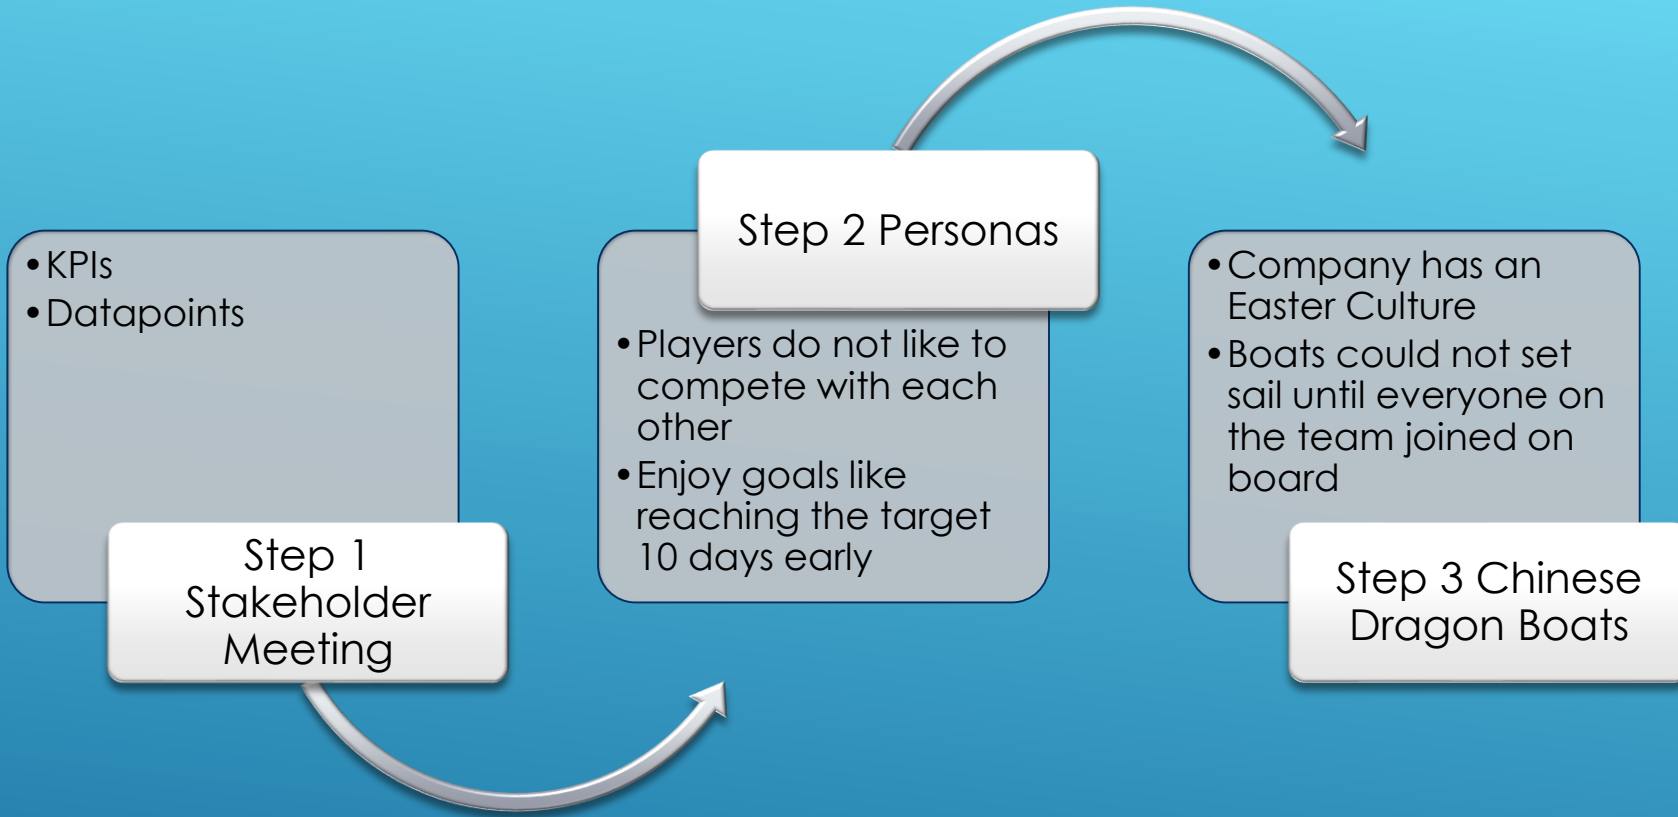 •KPIs
•Datapoints
Step 1
Stakeholder
Meeting
Step 2 Personas
•Players do not like to
compete with each
other
•Enjoy goals like
reaching the target
10 days early
•Company has an
Easter Culture
•Boats could not set
sail until everyone on
the team joined on
board
Step 3 Chinese
Dragon Boats